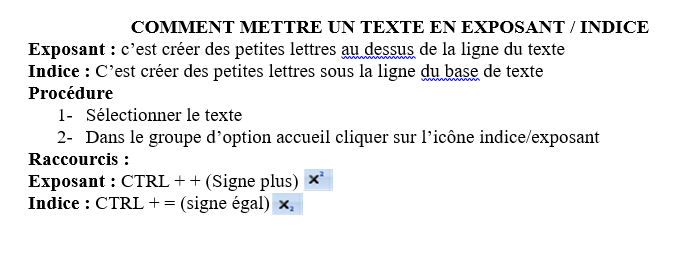 COMMENT METTRE UN TEXTE EN EXPOSANT / INDICE
Exposant : c’est créer des petites lettres au dessus de la ligne du texte
Indice : C’est créer des petites lettres sous la ligne du base de texte
Procédure
1- Sélectionner le texte
2- Dans le groupe d’option accueil cliquer sur l’icône indice/exposant
Raccourcis :
Exposant : CTRL + + (Signe plus) x²
Indice : CTRL + = (signe égal) x₂